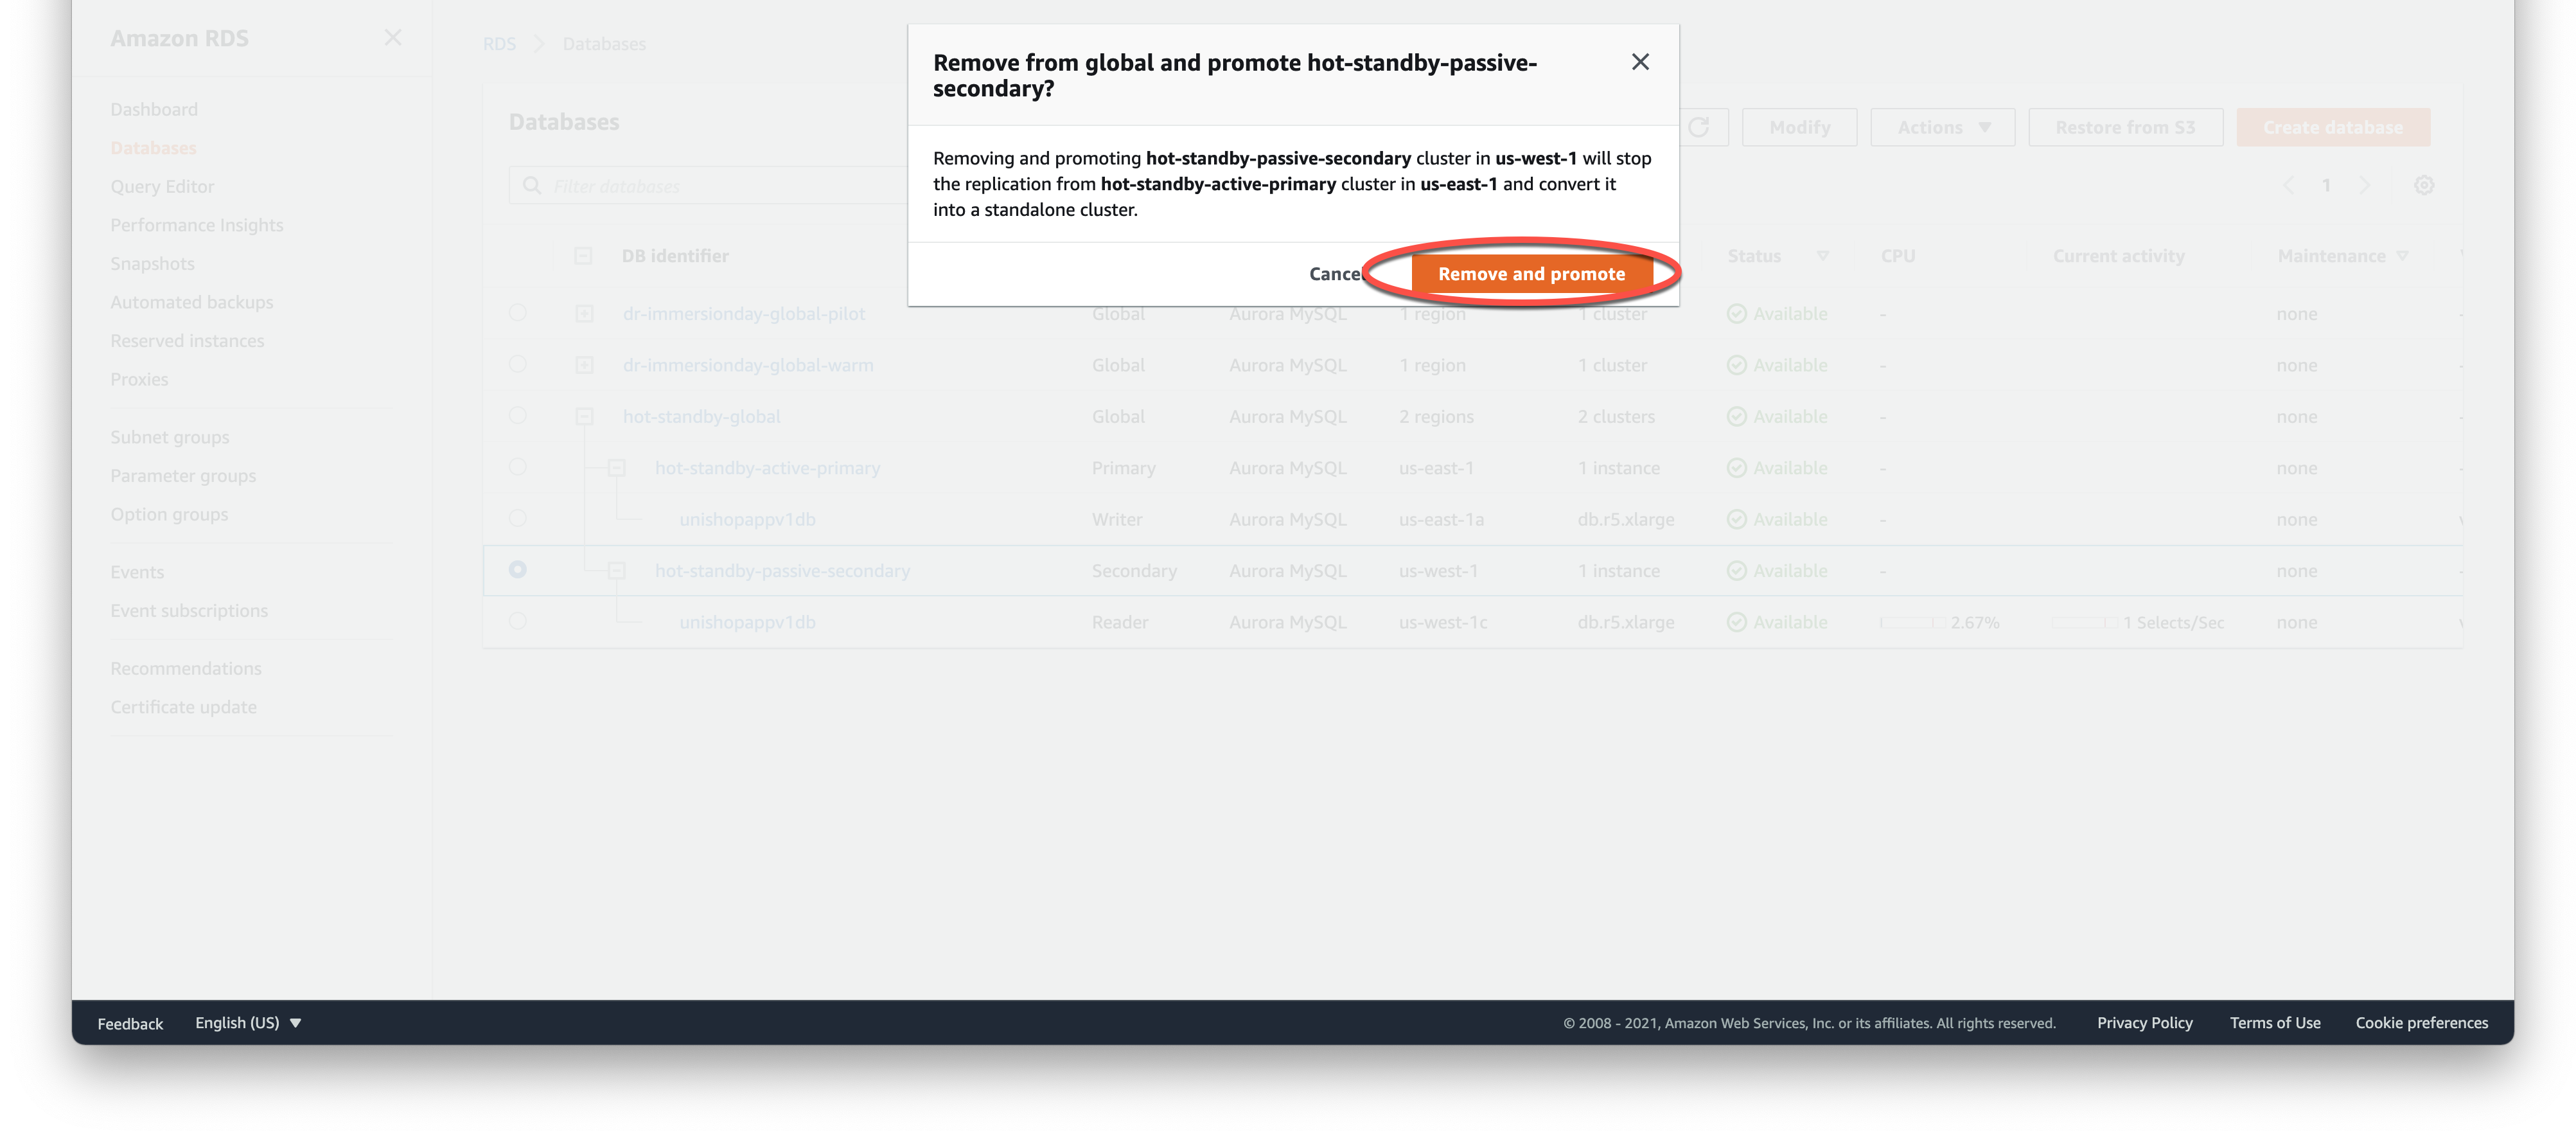 Amazon RDS
Dashboard
Databases
Query Editor
Performance Insights
Snapshots
Automated backups
Reserved instances
Proxies
Subnet groups
Parameter groups
Option groups
Events
Event subscriptions
Recommendations
Certificate update
RDS Databases
Databases
Modify Actions Restore from S3 Create database
Filter databases
1
Remove from global and promote hot-standby-passive-
secondary?
Removing and promoting hot-standby-passive-secondary cluster in us-west-1 will stop
the replication from hot-standby-active-primary cluster in us-east-1 and convert it
into a standalone cluster.
Cancel Remove and promote
DB identifier Status CPU Current activity Maintenance
dr-immersionday-global-pilot Global Aurora MySQL 1 region 1 cluster Available - none -
dr-immersionday-global-warm Global Aurora MySQL 1 region 1 cluster Available - none -
hot-standby-global Global Aurora MySQL 2 regions 2 clusters Available - none -
hot-standby-active-primary Primary Aurora MySQL us-east-1 1 instance Available - none -
unishopappv1db Writer Aurora MySQL us-east-1a db.r5.xlarge Available - none
hot-standby-passive-secondary Secondary Aurora MySQL us-west-1 1 instance Available - none -
unishopappv1db Reader Aurora MySQL us-west-1c db.r5.xlarge Available 2.67% 1 Selects/Sec none
Feedback English (US) © 2008 - 2021, Amazon Web Services, Inc. or its affiliates. All rights reserved. Privacy Policy Terms of Use Cookie preferences